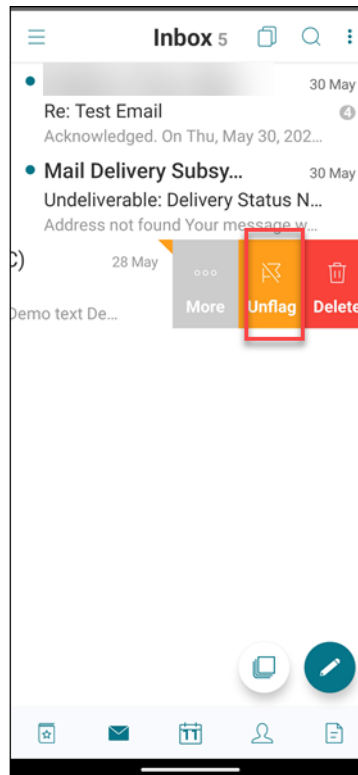 Inbox 5
30 May
Re: Test Email
4
Acknowledged. On Thu, May 30, 202...
Mail Delivery Subsy...
30 May
Undeliverable: Delivery Status N...
Address not found Your message w...
C)
28 May
More
Unflag
Delete
Demo text De...